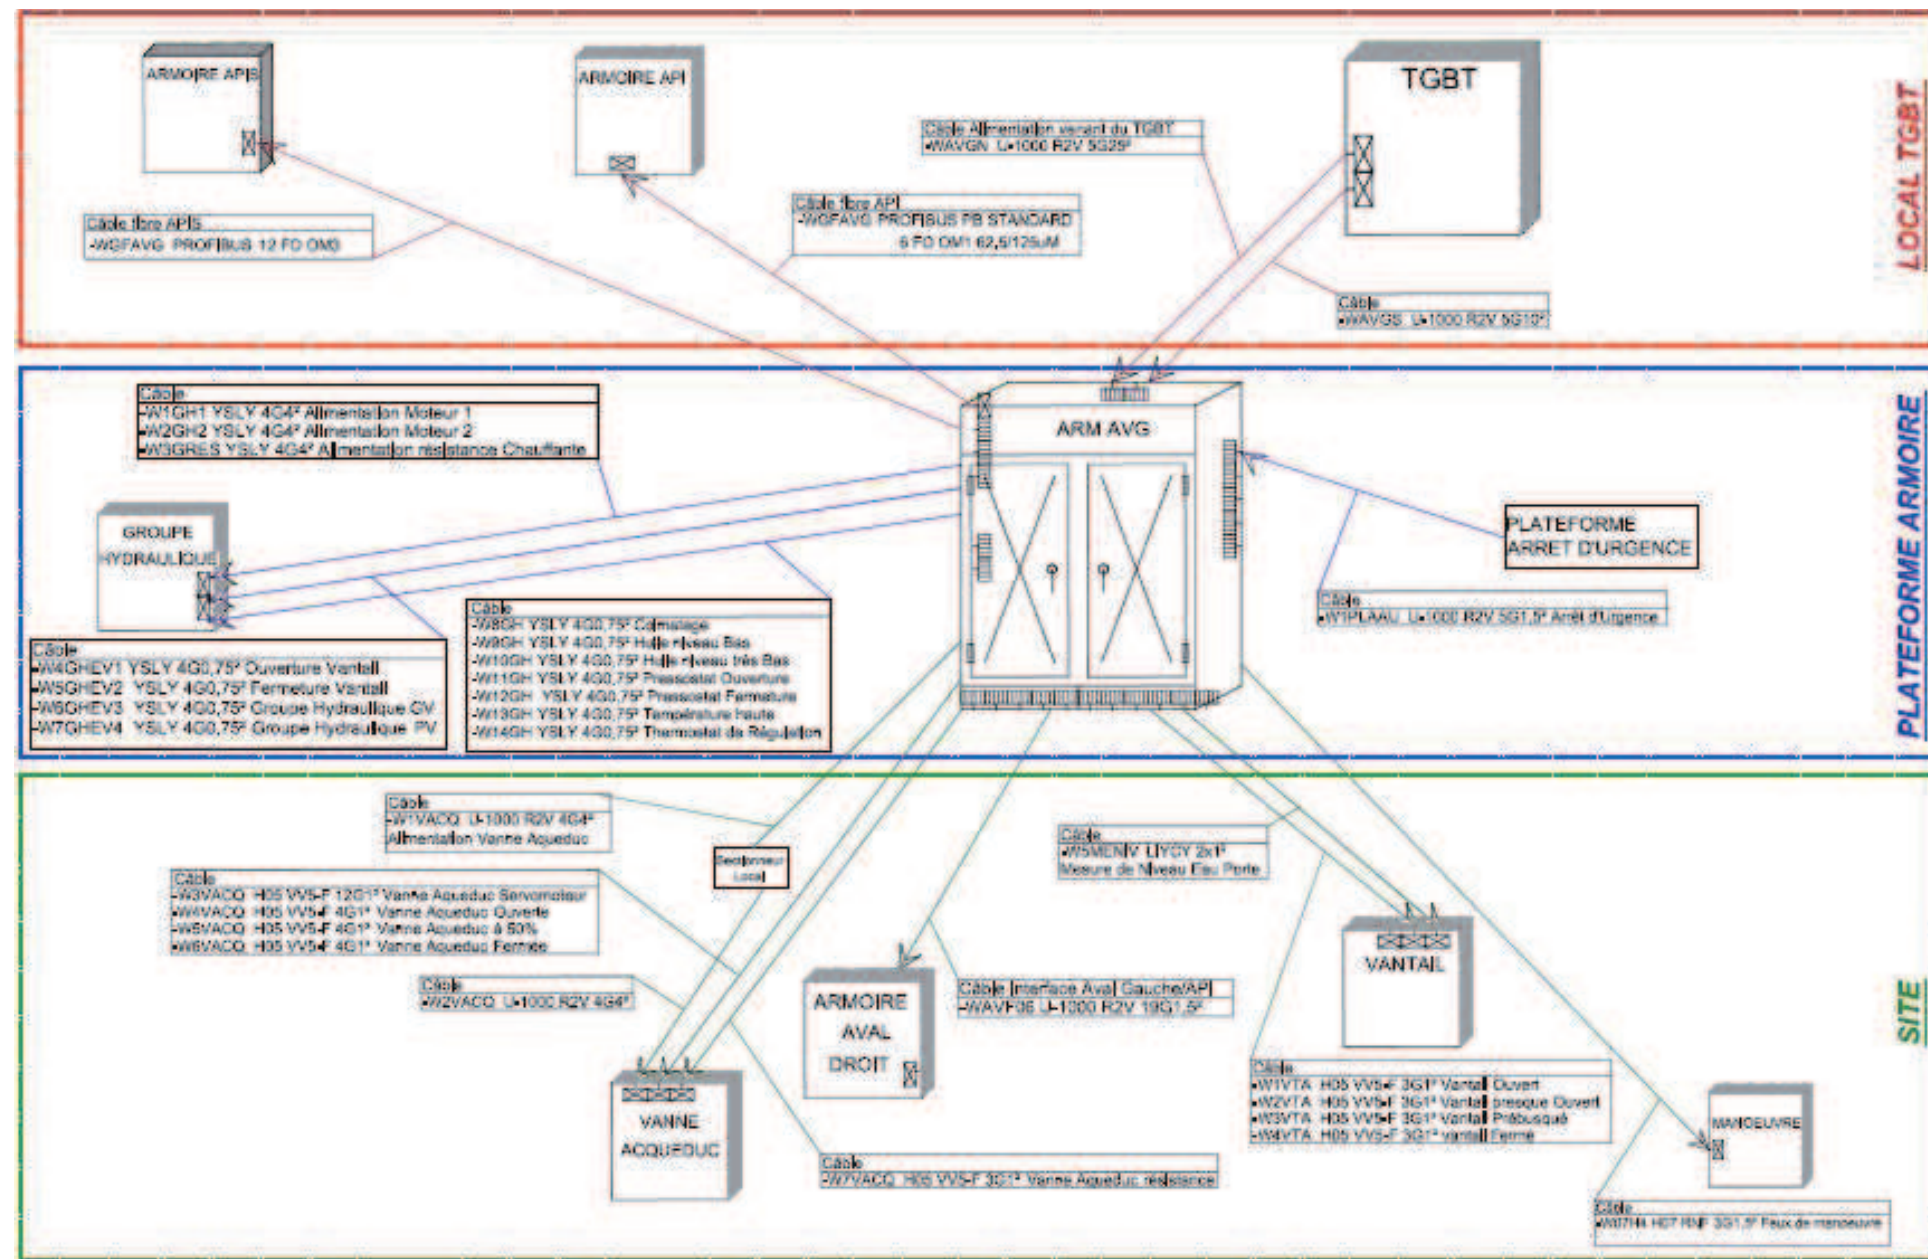 ARMOIRE APIS
ARMOIRE API
TGBT
LOCAL TGBT
Câble Alimentation venant du TGBT
-WAVGN U-1000 R2V 5G25²
Câble fibre APIS
-WGFAVG PROFIBUS 12 FO OM3
Câble fibre API
-WGFAVG PROFIBUS PB STANDARD
6 FO OM1 62,5/125uM
Câble
-WAVGS U-1000 R2V 5G10²
PLATEFORME ARMOIRE
Câble
-W1GH1 YSLY 4G4² Alimentation Moteur 1
-W2GH2 YSLY 4G4² Alimentation Moteur 2
-W3GRES YSLY 4G4² Alimentation résistance Chauffante
ARM AVG
GROUPE
HYDRAULIQUE
PLATEFORME
ARRET D'URGENCE
Câble
-W1PLAAU U-1000 R2V 5G1,5² Arrêt d'Urgence
Câble
-W4GHEV1 YSLY 4G0,75² Ouverture Vantail
-W5GHEV2 YSLY 4G0,75² Fermeture Vantail
-W6GHEV3 YSLY 4G0,75² Groupe Hydraulique GV
-W7GHEV4 YSLY 4G0,75² Groupe Hydraulique PV
Câble
-W8GH YSLY 4G0,75² Colmatage
-W9GH YSLY 4G0,75² Huile niveau Bas
-W10GH YSLY 4G0,75² Huile niveau très Bas
-W11GH YSLY 4G0,75² Pressostat Ouverture
-W12GH YSLY 4G0,75² Pressostat Fermeture
-W13GH YSLY 4G0,75² Température haute
-W14GH YSLY 4G0,75² Thermostat de Régulation
SITE
Câble
-W1VACQ U-1000 R2V 4G4²
Alimentation Vanne Aqueduc
Sectionneur
Local
Câble
-W5MENIV LIYCY 2x1²
Mesure de Niveau Eau Porte
Câble
-W3VACQ H05 VV5-F 12G1² Vanne Aqueduc Servomoteur
-W4VACQ H05 VV5-F 4G1² Vanne Aqueduc Ouverte
-W5VACQ H05 VV5-F 4G1² Vanne Aqueduc à 50%
-W6VACQ H05 VV5-F 4G1² Vanne Aqueduc Fermée
Câble
-W2VACQ U-1000 R2V 4G4²
ARMOIRE
AVAL
DROIT
Câble Interface Aval Gauche/API
-WAVF06 U-1000 R2V 19G1,5²
VANTAIL
VANNE
ACQUEDUC
Câble
-W1VTA H05 VV5-F 3G1² Vantail Ouvert
-W2VTA H05 VV5-F 3G1² Vantail presque Ouvert
-W3VTA H05 VV5-F 3G1² Vantail Prébusqué
-W4VTA H05 VV5-F 3G1² vantail Fermé
MANOEUVRE
Câble
-W7VACQ H05 VV5-F 3G1² Vanne Aqueduc résistance
Câble
H07 RNF 3G1,5² Feux de manoeuvre